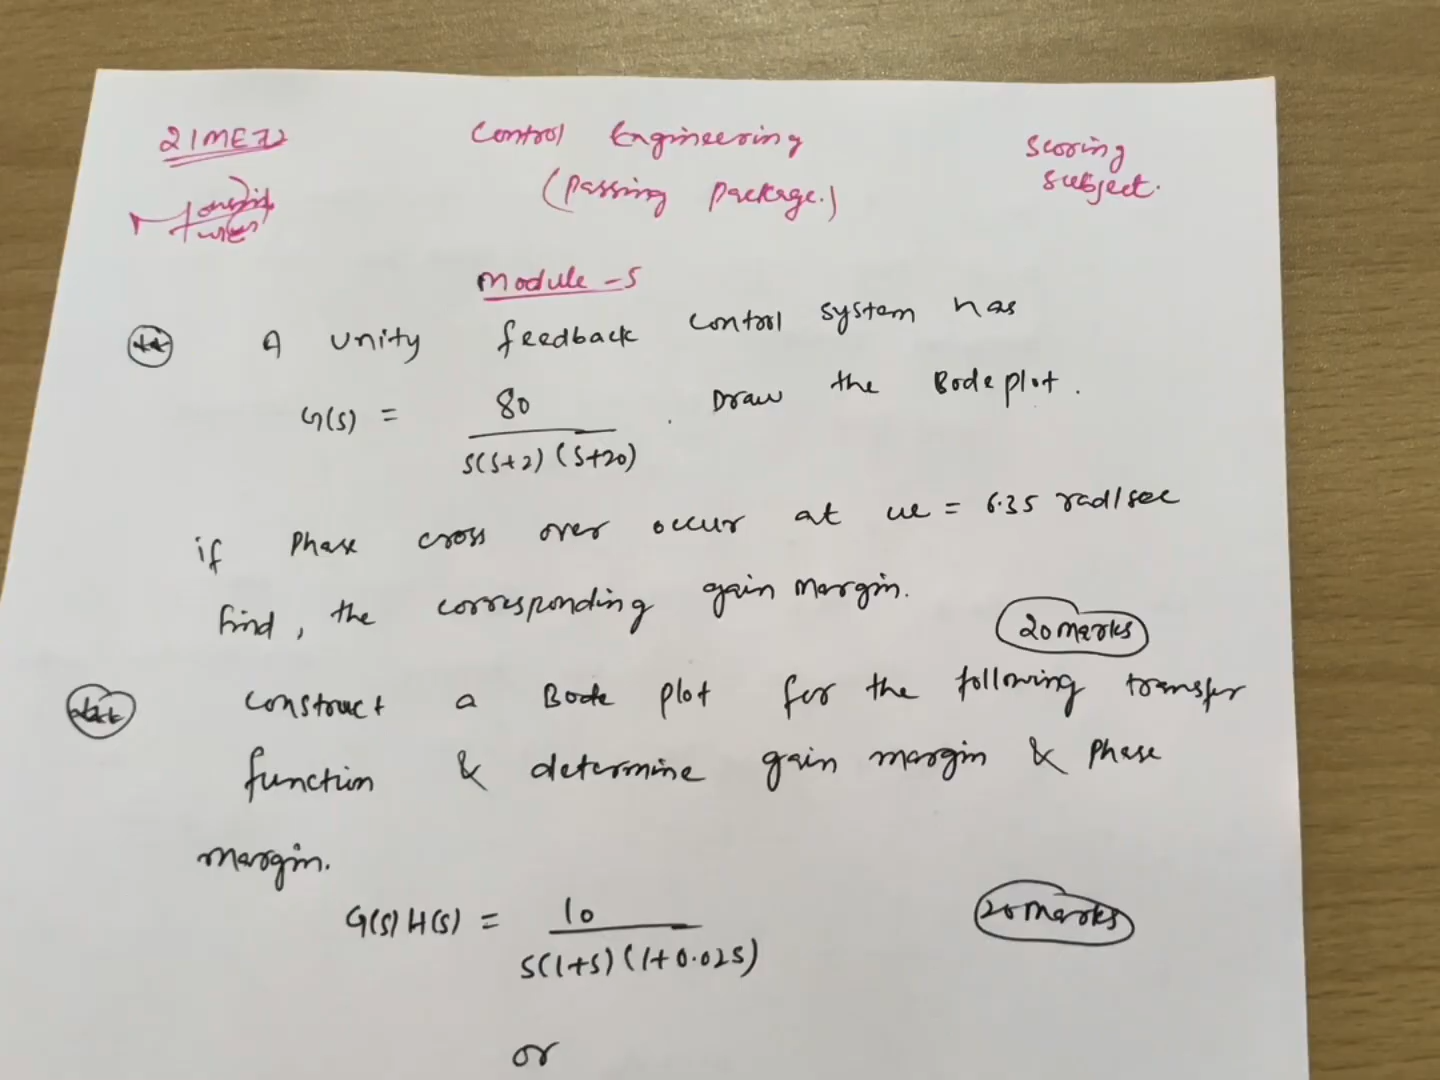 21ME72
Control Engineering
(Passing package.)
Scoring
Subject.
Module - 5
A unity feedback control system has
G(s) = 80 / s(s+2) (s+20) . Draw the Bode plot.
if phase cross over occur at = 6.35 rad/sec
find, the corresponding gain margin.
20 marks
construct a Bode plot for the following transfer
function & determine gain margin & phase
margin.
G(s) H(s) = 10 / s(1+s) (1+0.02s)
20 marks
or